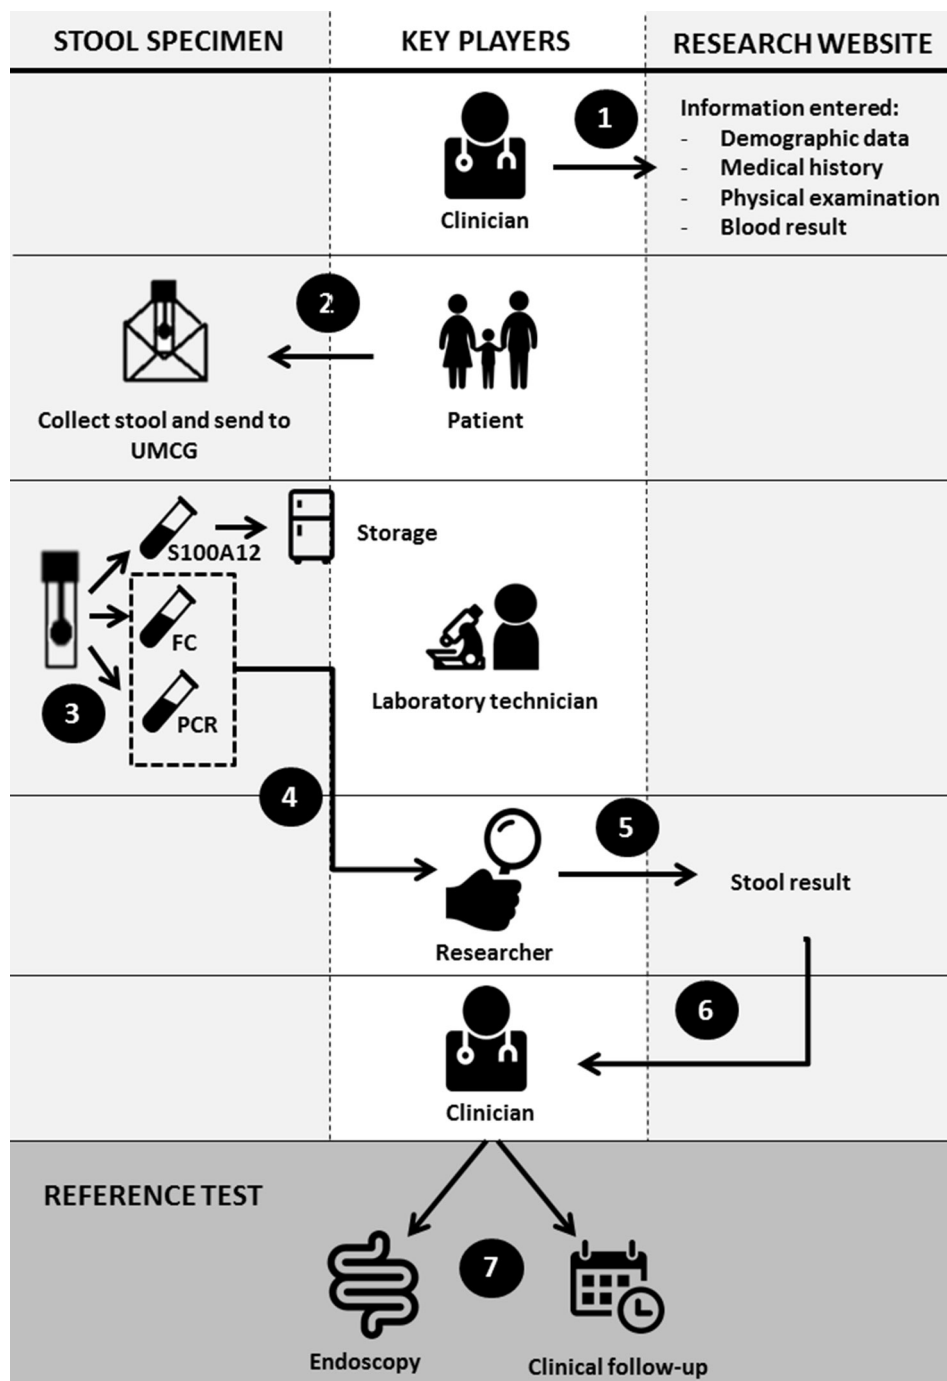 STOOL SPECIMEN
KEY PLAYERS
RESEARCH WEBSITE
1
Information entered:
- Demographic data
- Medical history
- Physical examination
- Blood result
Clinician
2
Collect stool and send to
UMCG
Patient
S100A12
Storage
FC
PCR
3
Laboratory technician
4
5
Stool result
Researcher
6
Clinician
REFERENCE TEST
7
Endoscopy
Clinical follow-up